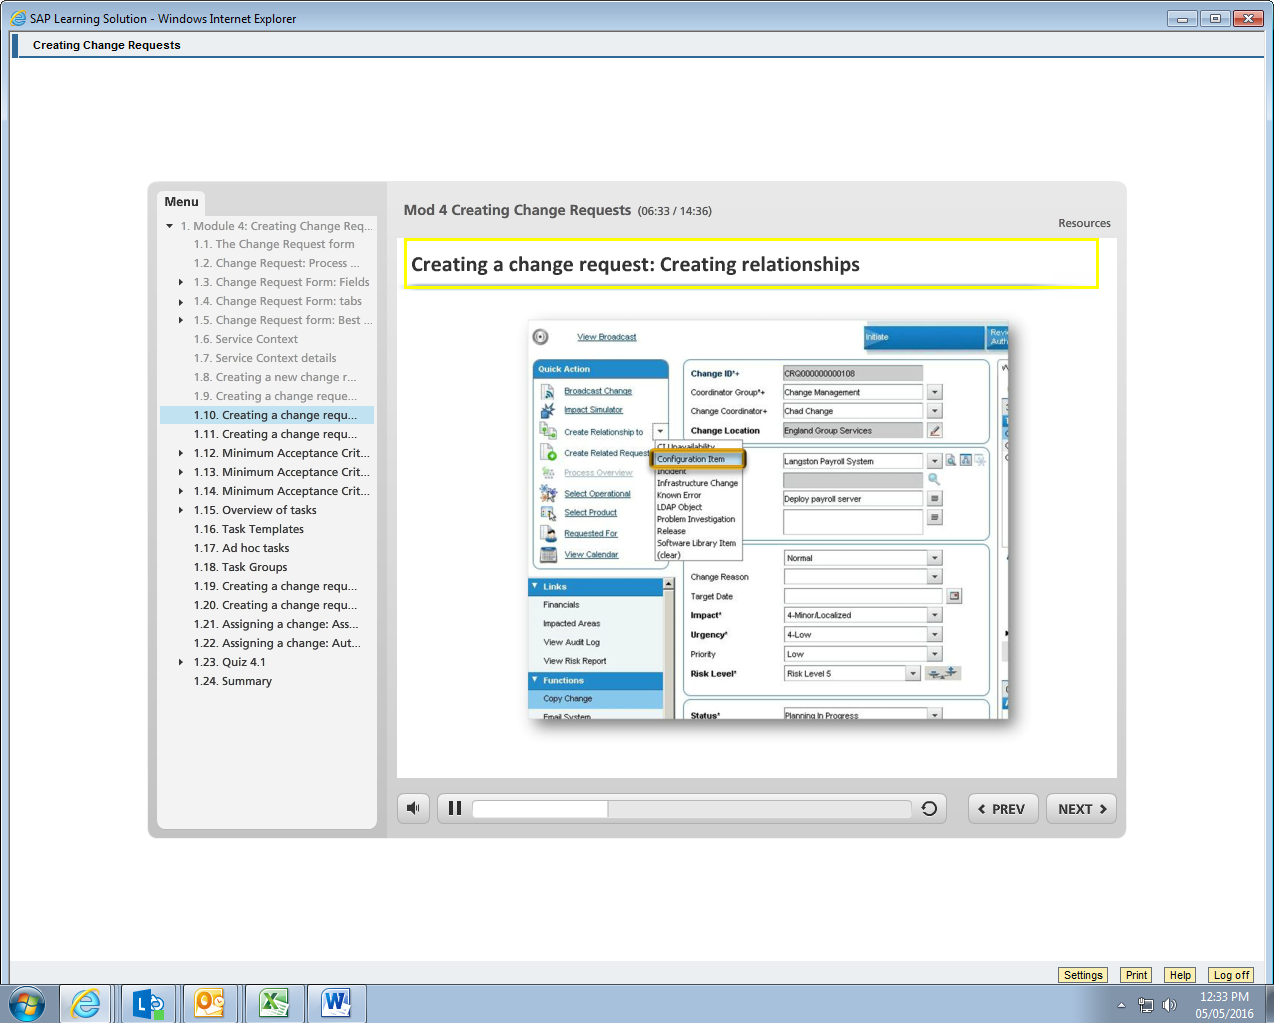 SAP Learning Solution - Windows Internet Explorer
Creating Change Requests
Menu
1. Module 4: Creating Change Req...
1.1. The Change Request form
1.2. Change Request: Process ...
1.3. Change Request Form: Fields
1.4. Change Request Form: tabs
1.5. Change Request form: Best ...
1.6. Service Context
1.7. Service Context details
1.8. Creating a new change r...
1.9. Creating a change reque...
1.10. Creating a change requ...
1.11. Creating a change requ...
1.12. Minimum Acceptance Crit...
1.13. Minimum Acceptance Crit...
1.14. Minimum Acceptance Crit...
1.15. Overview of tasks
1.16. Task Templates
1.17. Ad hoc tasks
1.18. Task Groups
1.19. Creating a change requ...
1.20. Creating a change requ...
1.21. Assigning a change: Ass...
1.22. Assigning a change: Aut...
1.23. Quiz 4.1
1.24. Summary
Mod 4 Creating Change Requests (06:33 / 14:36)
Resources
Creating a change request: Creating relationships
View Broadcast
Initiate
Quick Action
Broadcast Change
Impact Simulator
Create Relationship to
Create Related Request
Process Overview
Select Operational
Select Product
Requested For
View Calendar
CI Unavailability
Configuration Item
Incident
Infrastructure Change
Known Error
LDAP Object
Problem Investigation
Release
Software Library Item
(clear)
Links
Financials
Impacted Areas
View Audit Log
View Risk Report
Functions
Copy Change
Email System
Change ID*+ CRQ000000000108
Coordinator Group*+ Change Management
Change Coordinator+ Chad Change
Change Location England Group Services
Langston Payroll System
Deploy payroll server
Normal
Change Reason
Target Date
Impact* 4-Minor/Localized
Urgency* 4-Low
Priority Low
Risk Level* Risk Level 5
Status* Planning In Progress
PREV
NEXT
Settings Print Help Log off
12:33 PM
05/05/2016